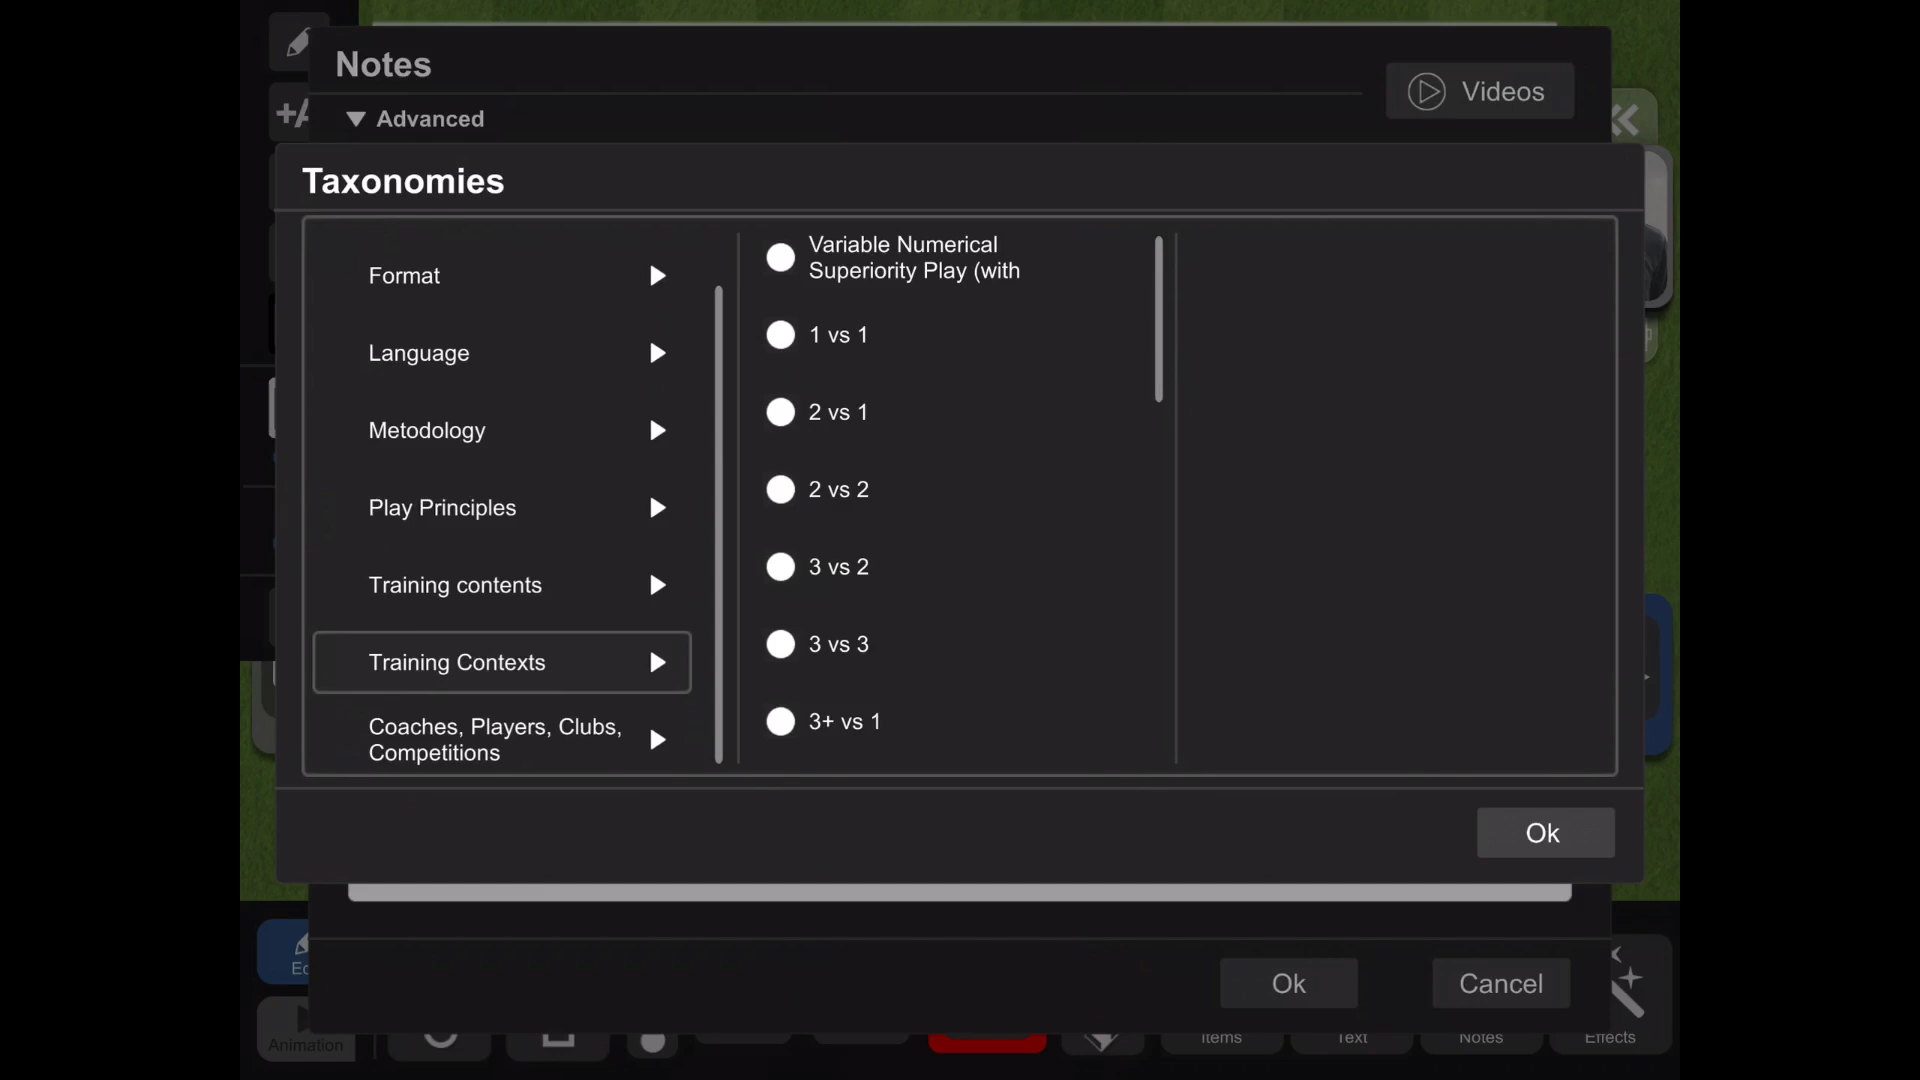 Notes
Videos
Advanced
Taxonomies
Format
Language
Metodology
Play Principles
Training contents
Training Contexts
Coaches, Players, Clubs,
Competitions
Variable Numerical
Superiority Play (with
1 vs 1
2 vs 1
2 vs 2
3 vs 2
3 vs 3
3+ vs 1
Ok
Ok
Cancel
Animation
Items
Text
Notes
Effects